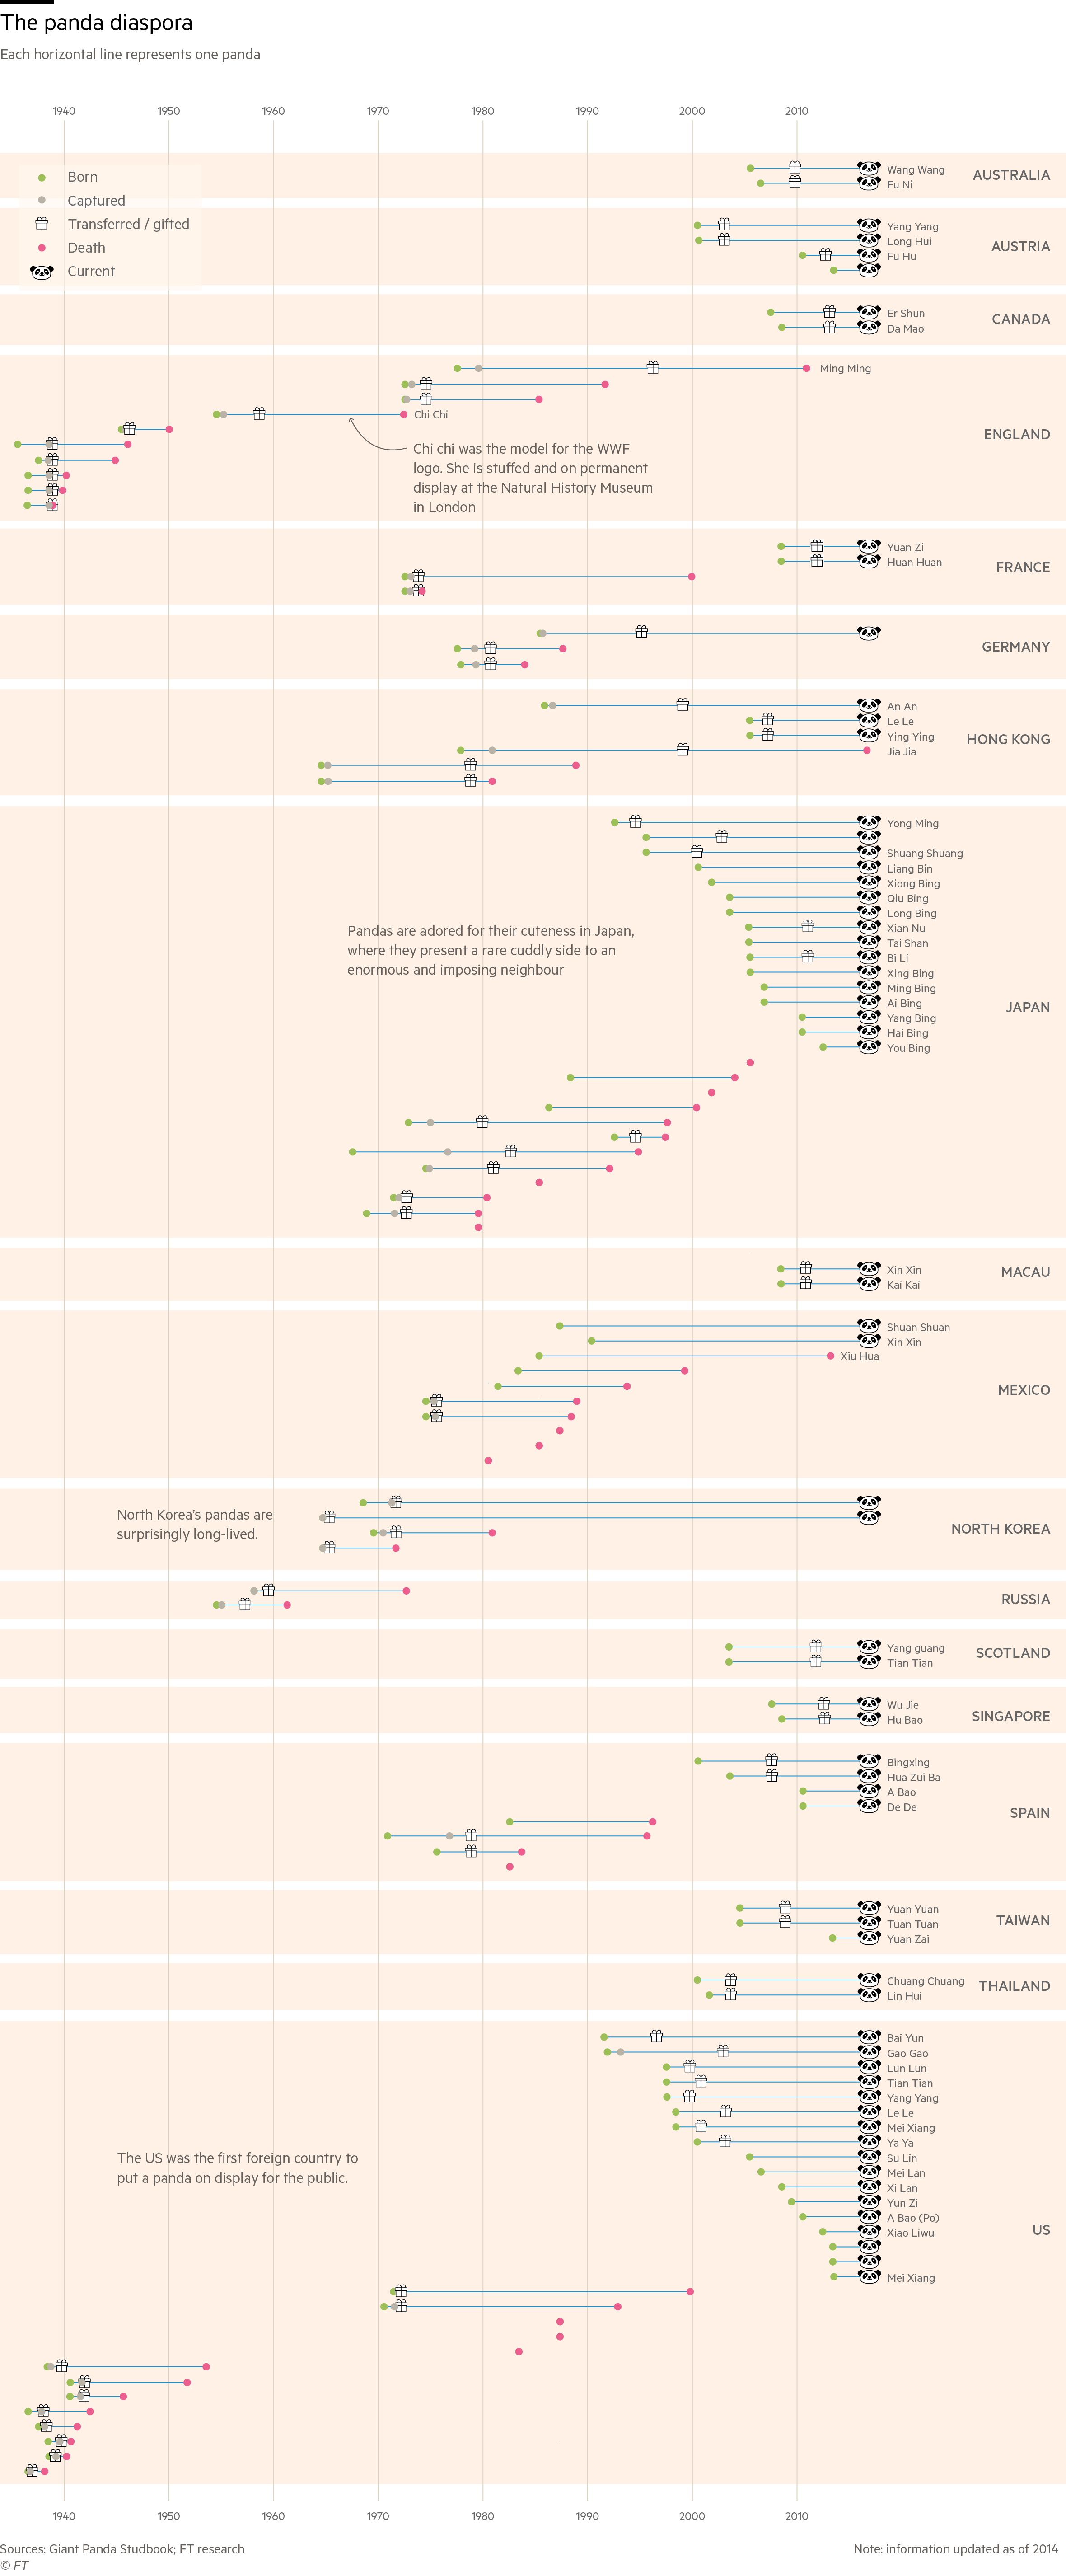 The panda diaspora
Each horizontal line represents one panda
1940 1950 1960 1970 1980 1990 2000 2010
Born
Captured
Transferred / gifted
Death
Current
Wang Wang
Fu Ni
AUSTRALIA
Yang Yang
Long Hui
Fu Hu
AUSTRIA
Er Shun
Da Mao
CANADA
Ming Ming
Chi Chi
Chi chi was the model for the WWF
logo. She is stuffed and on permanent
display at the Natural History Museum
in London
ENGLAND
Yuan Zi
Huan Huan
FRANCE
GERMANY
An An
Le Le
Ying Ying
Jia Jia
HONG KONG
Yong Ming
Shuang Shuang
Liang Bin
Xiong Bing
Qiu Bing
Long Bing
Xian Nu
Tai Shan
Bi Li
Xing Bing
Ming Bing
Ai Bing
Yang Bing
Hai Bing
You Bing
Pandas are adored for their cuteness in Japan,
where they present a rare cuddly side to an
enormous and imposing neighbour
JAPAN
Xin Xin
Kai Kai
MACAU
Shuan Shuan
Xin Xin
Xiu Hua
MEXICO
North Korea's pandas are
surprisingly long-lived.
NORTH KOREA
RUSSIA
Yang guang
Tian Tian
SCOTLAND
Wu Jie
Hu Bao
SINGAPORE
Bingxing
Hua Zui Ba
A Bao
De De
SPAIN
Yuan Yuan
Tuan Tuan
Yuan Zai
TAIWAN
Chuang Chuang
Lin Hui
THAILAND
Bai Yun
Gao Gao
Lun Lun
Tian Tian
Yang Yang
Le Le
Mei Xiang
Ya Ya
Su Lin
Mei Lan
Xi Lan
Yun Zi
A Bao (Po)
Xiao Liwu
Mei Xiang
The US was the first foreign country to
put a panda on display for the public.
US
1940 1950 1960 1970 1980 1990 2000 2010
Sources: Giant Panda Studbook; FT research
Note: information updated as of 2014
© FT